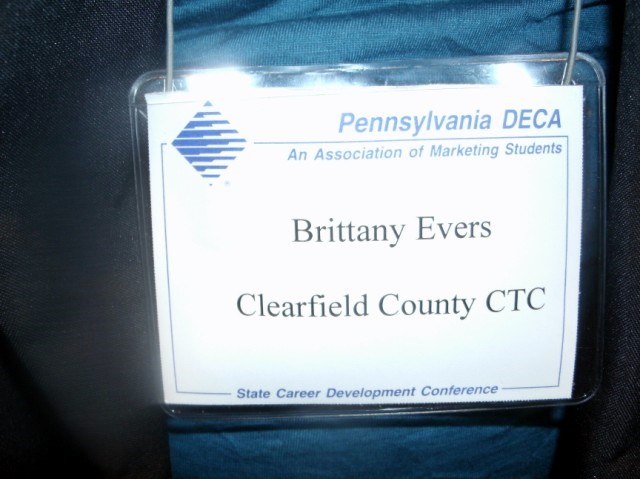 Pennsylvania DECA
An Association of Marketing Students
Brittany Evers
Clearfield County CTC
State Career Development Conference